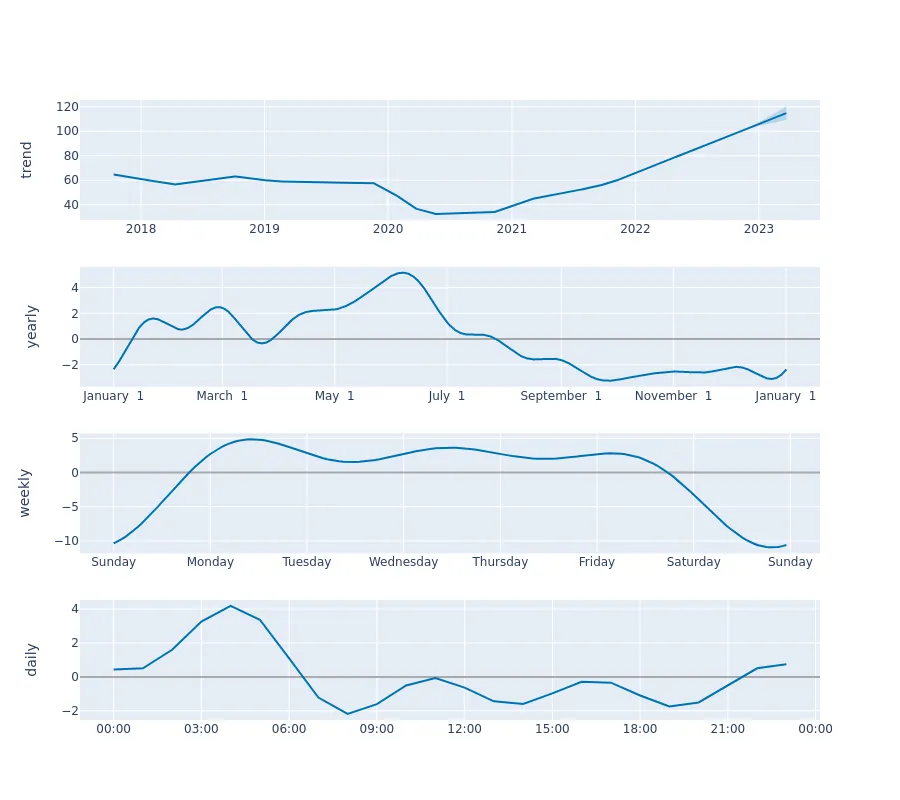 trend
120
100
80
60
40
2018 2019 2020 2021 2022 2023
yearly
4
2
0
−2
January 1 March 1 May 1 July 1 September 1 November 1 January 1
weekly
5
0
−5
−10
Sunday Monday Tuesday Wednesday Thursday Friday Saturday Sunday
daily
4
2
0
−2
00:00 03:00 06:00 09:00 12:00 15:00 18:00 21:00 00:00